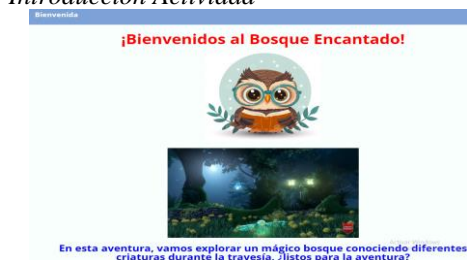 Introducción Actividad
Bienvenida
¡Bienvenidos al Bosque Encantado!
En esta aventura, vamos explorar un mágico bosque conociendo diferentes
criaturas durante la travesía. ¿listos para la aventura?